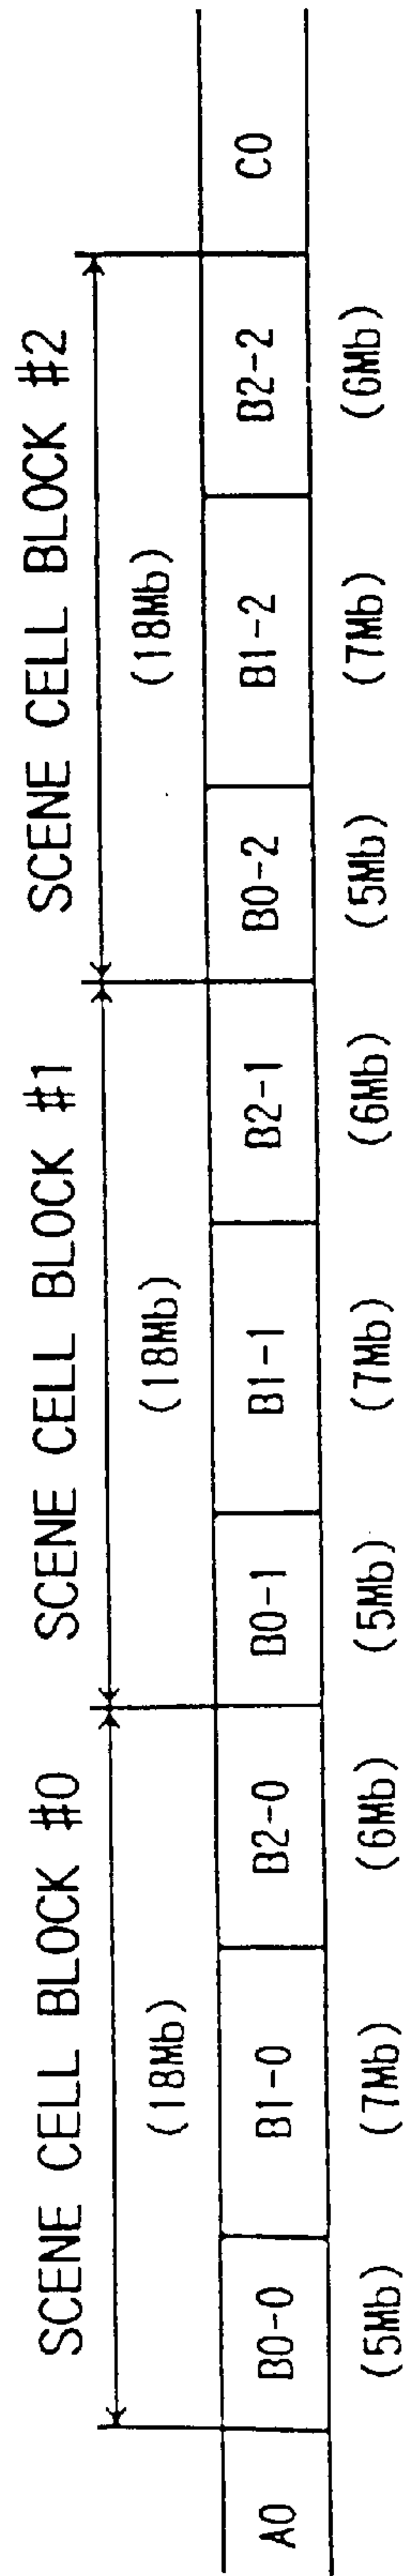 SCENE CELL BLOCK #0 SCENE CELL BLOCK #1 SCENE CELL BLOCK #2
(18Mb) (18Mb) (18Mb)
A0 B0-0 B1-0 B2-0 B0-1 B1-1 B2-1 B0-2 B1-2 B2-2 C0
(5Mb) (7Mb) (6Mb) (5Mb) (7Mb) (6Mb) (5Mb) (7Mb) (6Mb)